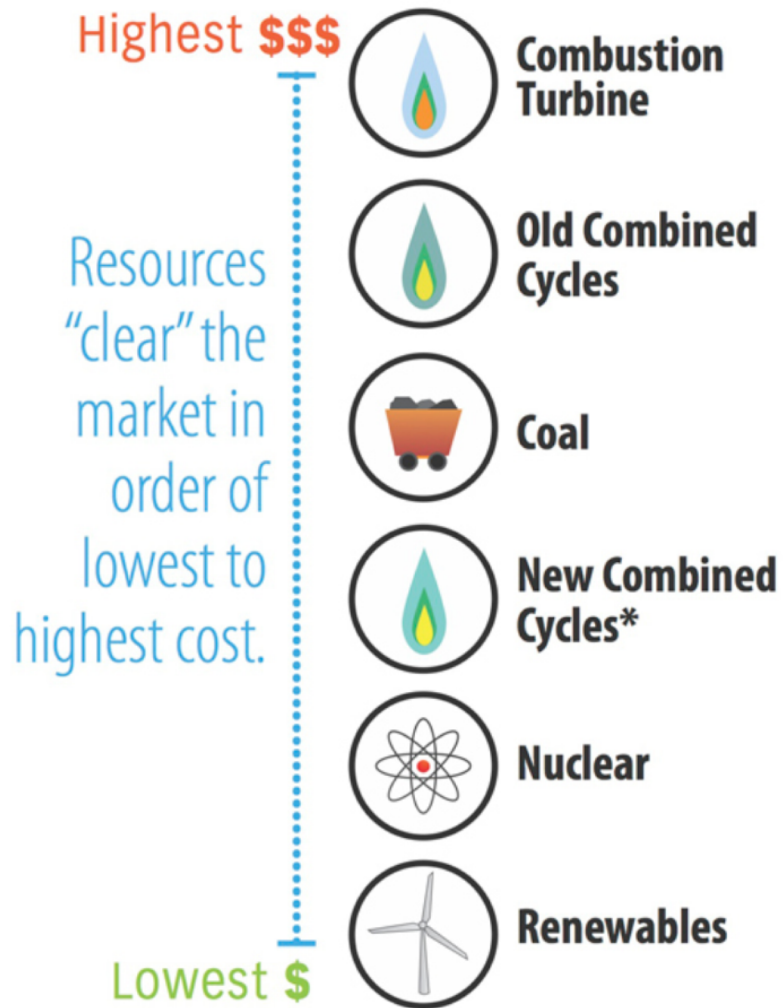 Highest $$$
Combustion
Turbine
Old Combined
Cycles
Resources
“clear” the
market in
order of
lowest to
highest cost.
Coal
New Combined
Cycles*
Nuclear
Renewables
Lowest $